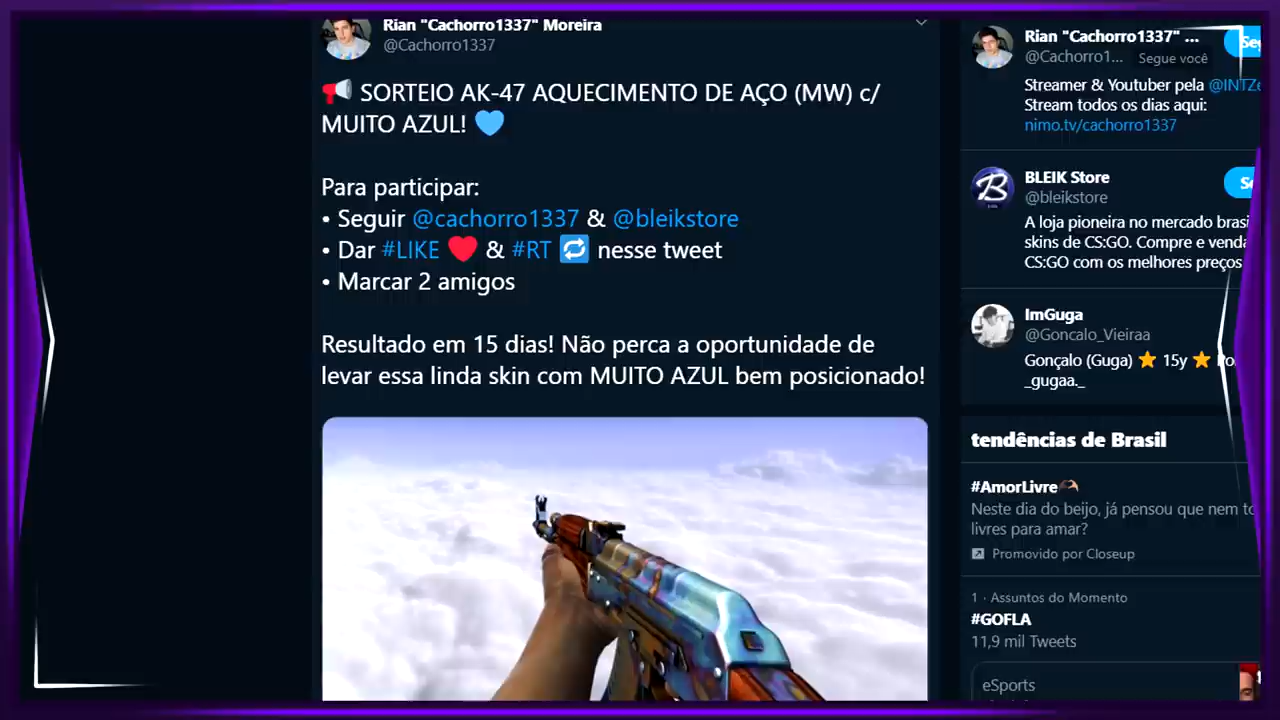 Rian "Cachorro1337" Moreira
@Cachorro1337
SORTEIO AK-47 AQUECIMENTO DE AÇO (MW) c/
MUITO AZUL! 💙
Para participar:
• Seguir @cachorro1337 & @bleikstore
• Dar #LIKE ❤️ & #RT 🔁 nesse tweet
• Marcar 2 amigos
Resultado em 15 dias! Não perca a oportunidade de
levar essa linda skin com MUITO AZUL bem posicionado!
Rian "Cachorro1337" ...
@Cachorro1... Segue você
Streamer & Youtuber pela @INTZe
Stream todos os dias aqui:
nimo.tv/cachorro1337
BLEIK Store
@bleikstore
A loja pioneira no mercado brasi
skins de CS:GO. Compre e venda
CS:GO com os melhores preços
ImGuga
@Goncalo_Vieiraa
Gonçalo (Guga) ⭐ 15y ⭐
_gugaa._
tendências de Brasil
#AmorLivre
Neste dia do beijo, já pensou que nem to
livres para amar?
Promovido por Closeup
1 · Assuntos do Momento
#GOFLA
11,9 mil Tweets
eSports